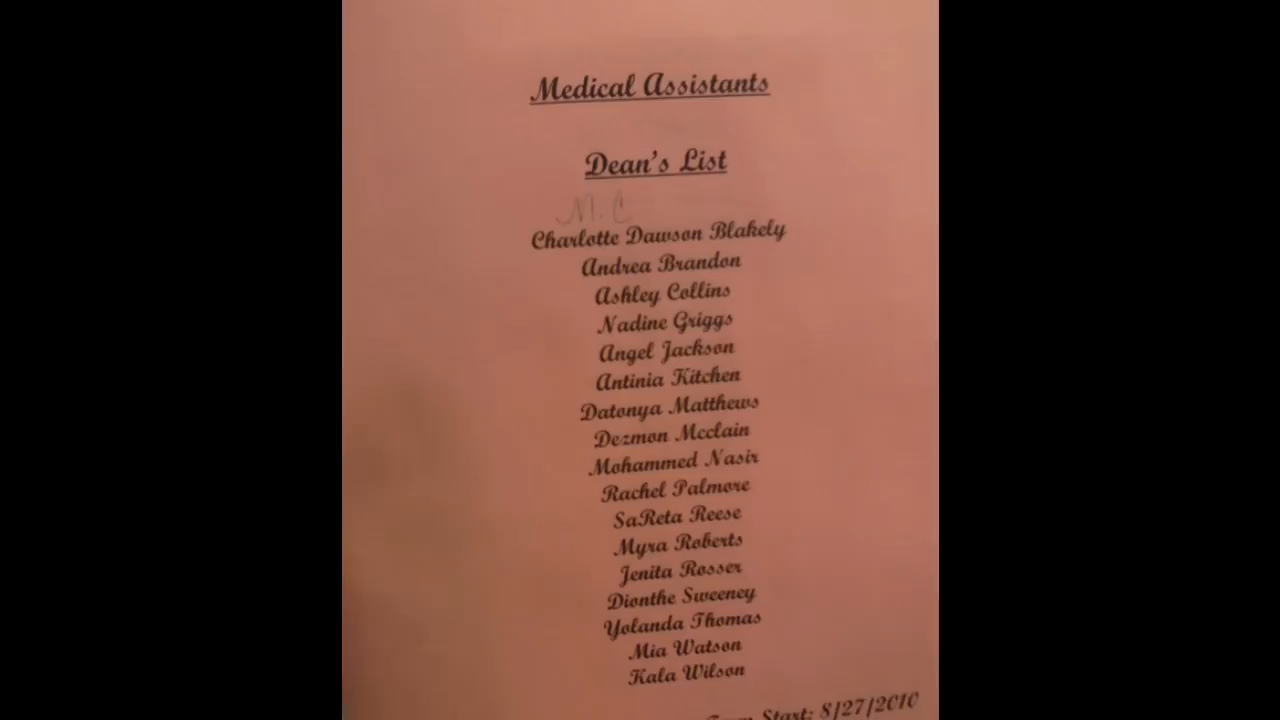 Medical Assistants
Dean's List
M. C
Charlotte Dawson Blakely
Andrea Brandon
Ashley Collins
Nadine Griggs
Angel Jackson
Antinia Kitchen
Datonya Matthews
Dezmon Mcclain
Mohammed Nasir
Rachel Palmore
SaReta Reese
Myra Roberts
Jenita Rosser
Dionthe Sweeney
Yolanda Thomas
Mia Watson
Kala Wilson
Start: 8/27/2010